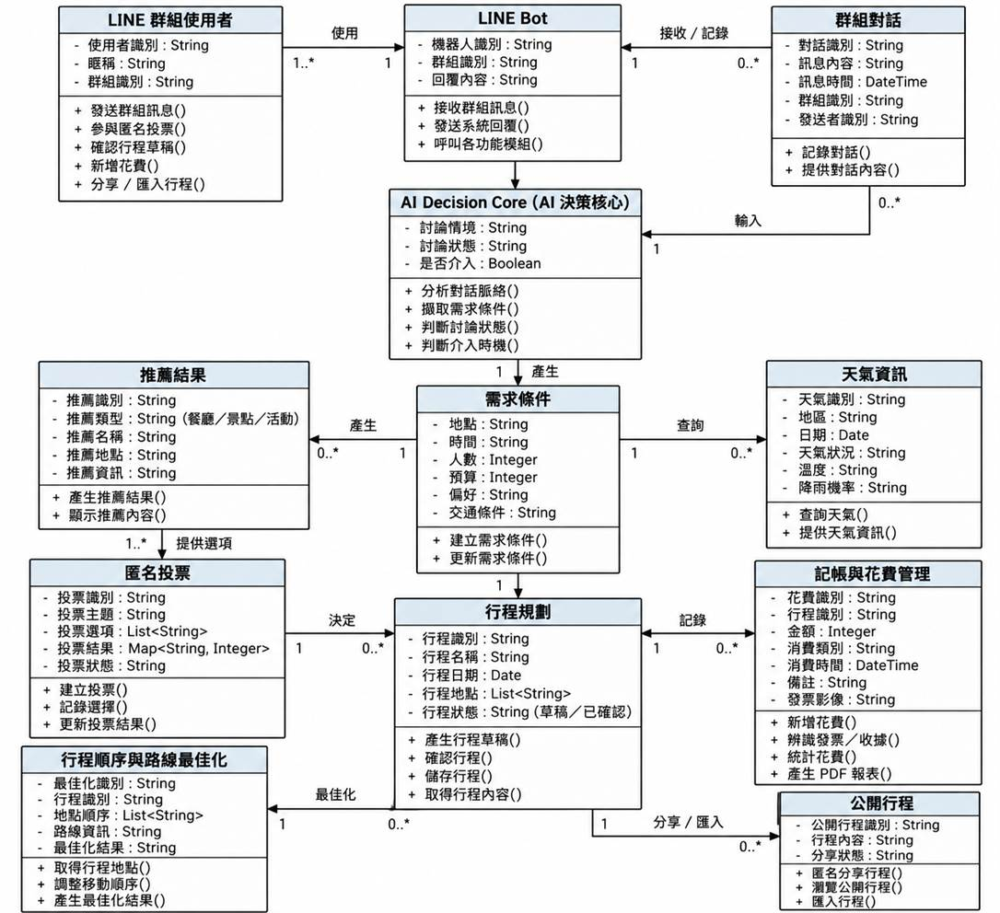 LINE 群組使用者
- 使用者識別 : String
- 暱稱 : String
- 群組識別 : String
+ 發送群組訊息()
+ 參與匿名投票()
+ 確認行程草稿()
+ 新增花費()
+ 分享 / 匯入行程()
使用
1..*
1
LINE Bot
- 機器人識別 : String
- 群組識別 : String
- 回覆內容 : String
+ 接收群組訊息()
+ 發送系統回覆()
+ 呼叫各功能模組()
接收 / 記錄
1
0..*
群組對話
- 對話識別 : String
- 訊息內容 : String
- 訊息時間 : DateTime
- 群組識別 : String
- 發送者識別 : String
+ 記錄對話()
+ 提供對話內容()
0..*
輸入
1
AI Decision Core (AI 決策核心)
- 討論情境 : String
- 討論狀態 : String
- 是否介入 : Boolean
+ 分析對話脈絡()
+ 擷取需求條件()
+ 判斷討論狀態()
+ 判斷介入時機()
1
產生
推薦結果
- 推薦識別 : String
- 推薦類型 : String (餐廳／景點／活動)
- 推薦名稱 : String
- 推薦地點 : String
- 推薦資訊 : String
+ 產生推薦結果()
+ 顯示推薦內容()
產生
0..*
1
需求條件
- 地點 : String
- 時間 : String
- 人數 : Integer
- 預算 : Integer
- 偏好 : String
- 交通條件 : String
+ 建立需求條件()
+ 更新需求條件()
查詢
1
0..*
天氣資訊
- 天氣識別 : String
- 地區 : String
- 日期 : Date
- 天氣狀況 : String
- 溫度 : String
- 降雨機率 : String
+ 查詢天氣()
+ 提供天氣資訊()
1..*
提供選項
1
匿名投票
- 投票識別 : String
- 投票主題 : String
- 投票選項 : List<String>
- 投票結果 : Map<String, Integer>
- 投票狀態 : String
+ 建立投票()
+ 記錄選擇()
+ 更新投票結果()
決定
1
0..*
行程規劃
- 行程識別 : String
- 行程名稱 : String
- 行程日期 : Date
- 行程地點 : List<String>
- 行程狀態 : String (草稿／已確認)
+ 產生行程草稿()
+ 確認行程()
+ 儲存行程()
+ 取得行程內容()
記錄
1
0..*
記帳與花費管理
- 花費識別 : String
- 行程識別 : String
- 金額 : Integer
- 消費類別 : String
- 消費時間 : DateTime
- 備註 : String
- 發票影像 : String
+ 新增花費()
+ 辨識發票／收據()
+ 統計花費()
+ 產生 PDF 報表()
行程順序與路線最佳化
- 最佳化識別 : String
- 行程識別 : String
- 地點順序 : List<String>
- 路線資訊 : String
- 最佳化結果 : String
+ 取得行程地點()
+ 調整移動順序()
+ 產生最佳化結果()
最佳化
1
0..*
1
分享 / 匯入
0..*
公開行程
- 公開行程識別 : String
- 行程內容 : String
- 分享狀態 : String
+ 匿名分享行程()
+ 瀏覽公開行程()
+ 匯入行程()